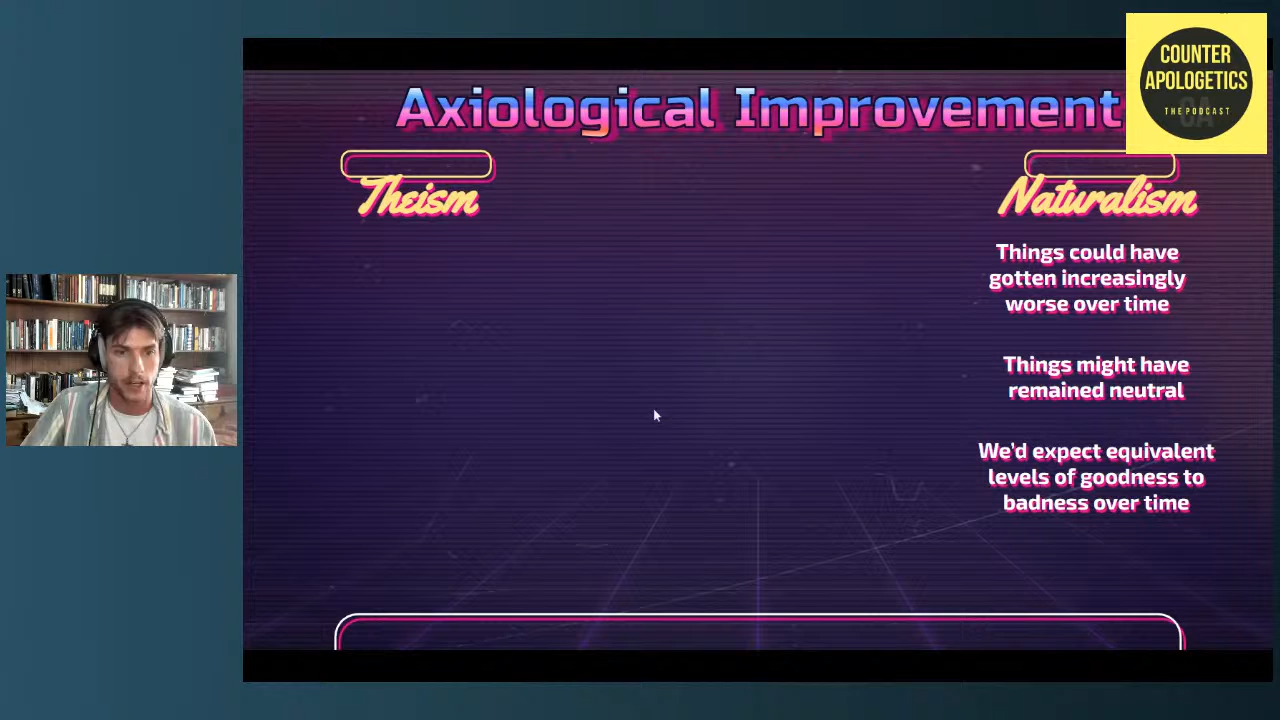 COUNTER
APOLOGETICS
THE PODCAST
Axiological Improvement
Theism
Naturalism
Things could have
gotten increasingly
worse over time
Things might have
remained neutral
We'd expect equivalent
levels of goodness to
badness over time